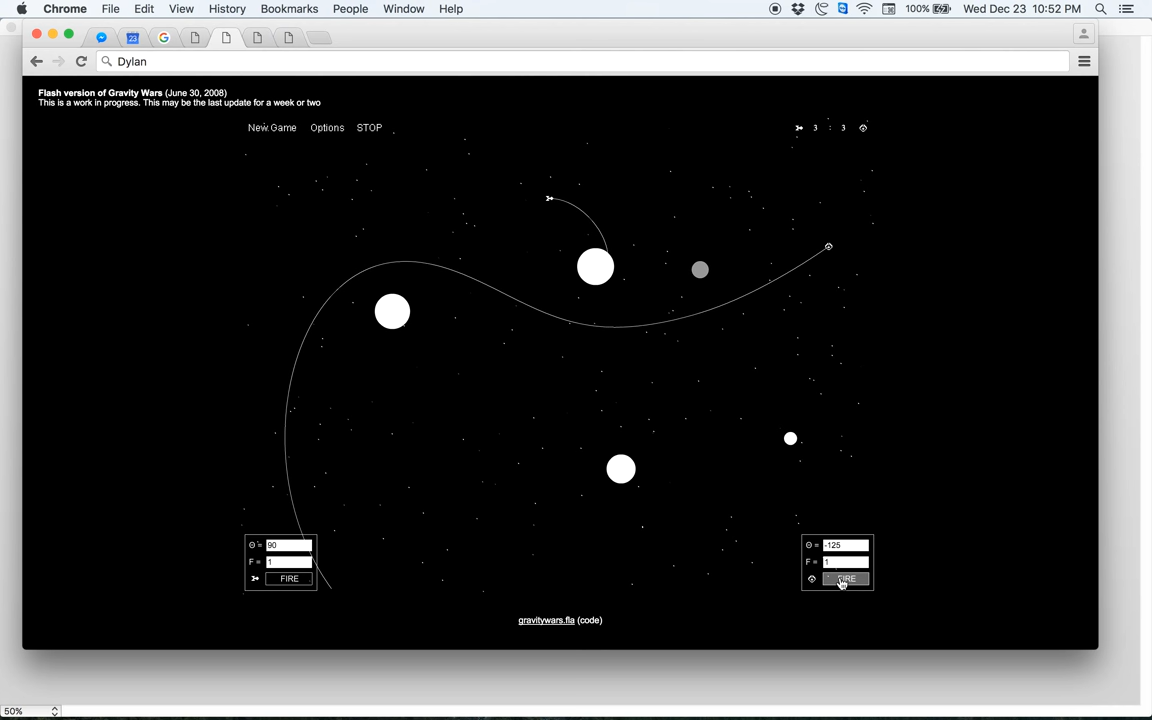 Chrome File Edit View History Bookmarks People Window Help 100% Wed Dec 23 10:52 PM
23
Dylan
Flash version of Gravity Wars (June 30, 2008)
This is a work in progress. This may be the last update for a week or two
New Game Options STOP 3 : 3
Θ = 90
F = 1
FIRE
Θ = -125
F = 1
FIRE
gravitywars.fla (code)
50%